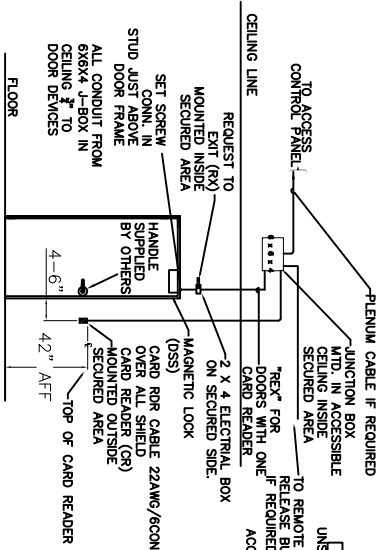 PLENUM CABLE IF REQUIRED
TO ACCESS
CONTROL PANEL
6 x 6 x 4
JUNCTION BOX
MTD. IN ACCESSIBLE
CEILING INSIDE
SECURED AREA
TO REMOTE
RELEASE
IF REQUIRED
CEILING LINE
REQUEST TO
EXIT (RX)
MOUNTED INSIDE
SECURED AREA
"REX" FOR
DOORS WITH ONE
CARD READER
2 X 4 ELECTRIAL BOX
ON SECURED SIDE.
SET SCREW
CONN. IN
STUD JUST ABOVE
DOOR FRAME
MAGNETIC LOCK
(DSS)
ALL CONDUIT FROM
6X6X4 J-BOX IN
CEILING TO
DOOR DEVICES
HANDLE
SUPPLIED
BY OTHERS
CARD RDR CABLE 22AWG/6CON
OVER ALL SHIELD
CARD READER (CR)
MOUNTED OUTSIDE
SECURED AREA
4-6"
42" AFF
TOP OF CARD READER
FLOOR